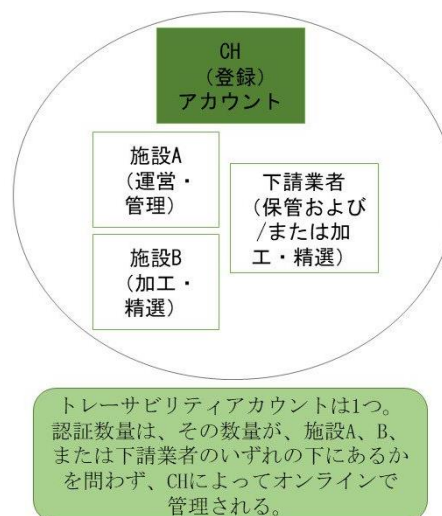 CH
(登録)
アカウント
施設A
(運営・
管理)
下請業者
(保管および
/または加
工・精選)
施設B
(加工・
精選)
トレーサビリティアカウントは1つ。
認証数量は、その数量が、施設A、B、
または下請業者のいずれの下にあるか
を問わず、CHによってオンラインで
管理される。